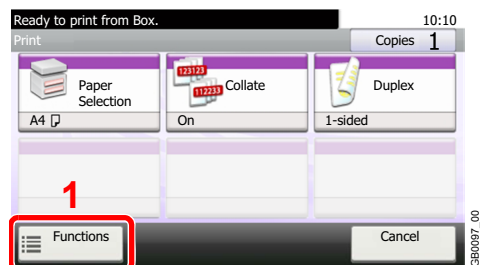 Ready to print from Box.
10:10
Print
Copies 1
123123
112233
Paper
Selection
Collate
Duplex
A4
On
1-sided
1
Functions
Cancel
GB0097_00